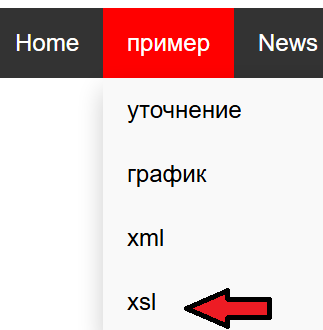 Home пример News
уточнение
график
xml
xsl